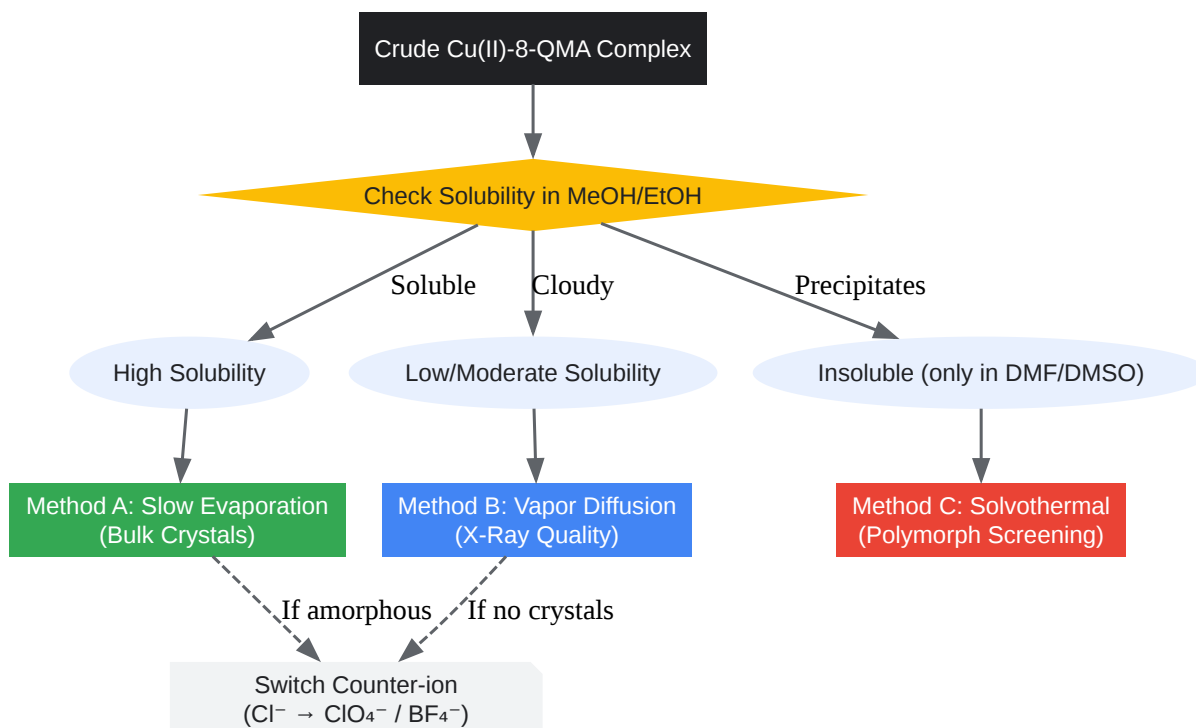 Crude Cu(II)-8-QMA Complex
Check Solubility in MeOH/EtOH
Soluble
Cloudy
Precipitates
High Solubility
Low/Moderate Solubility
Insoluble (only in DMF/DMSO)
Method A: Slow Evaporation
(Bulk Crystals)
Method B: Vapor Diffusion
(X-Ray Quality)
Method C: Solvothermal
(Polymorph Screening)
If amorphous
If no crystals
Switch Counter-ion
(Cl⁻ → ClO₄⁻ / BF₄⁻)